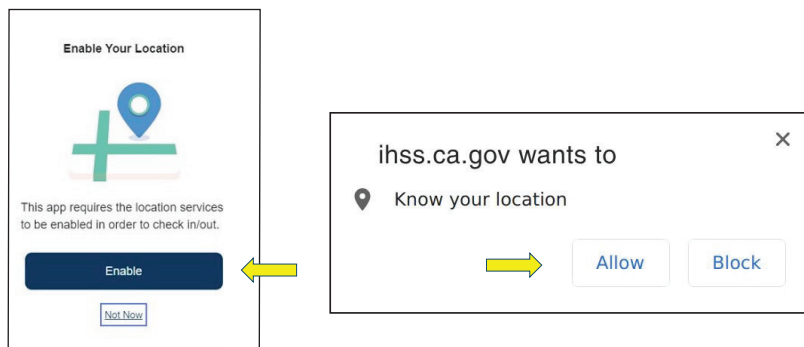 Enable Your Location
This app requires the location services
to be enabled in order to check in/out.
Enable
Not Now
ihss.ca.gov wants to
Know your location
Allow
Block